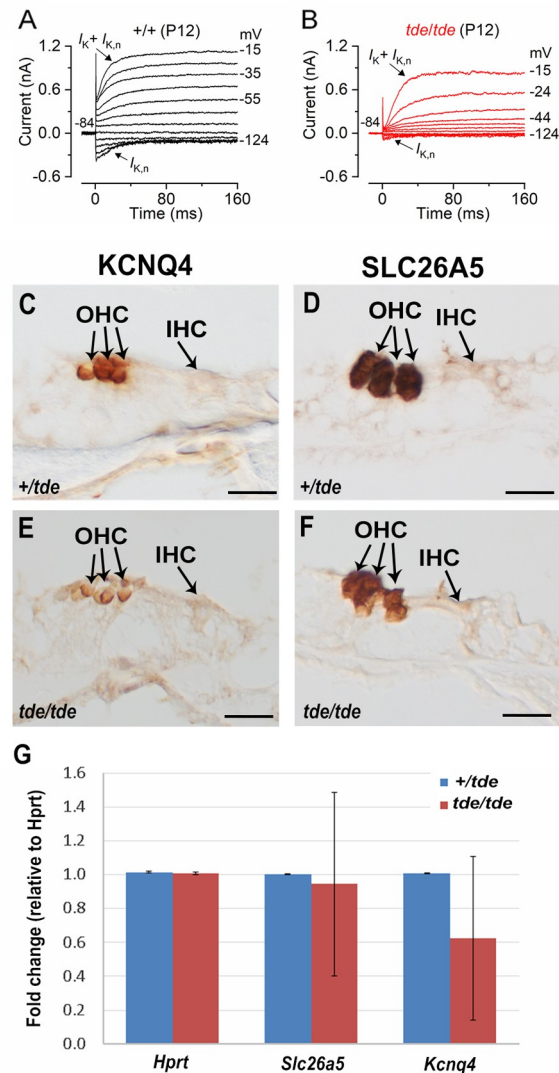 A
+/+ (P12)
mV
I_K + I_K,n
-15
-35
-55
-84
-124
I_K,n
1.2
0.6
0.0
-0.6
Current (nA)
0
40
80
120
160
Time (ms)
B
tde/tde (P12)
mV
I_K + I_K,n
-15
-24
-44
-84
-124
I_K,n
1.2
0.6
0.0
-0.6
Current (nA)
0
40
80
120
160
Time (ms)
KCNQ4
SLC26A5
C
OHC
IHC
+/tde
D
OHC
IHC
+/tde
E
OHC
IHC
tde/tde
F
OHC
IHC
tde/tde
G
Fold change (relative to Hprt)
1.6
1.4
1.2
1.0
0.8
0.6
0.4
0.2
0.0
+/tde
tde/tde
Hprt
Slc26a5
Kcnq4